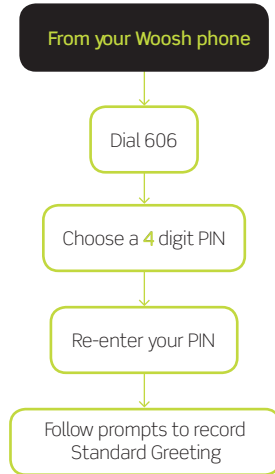 From your Woosh phone
Dial 606
Choose a 4 digit PIN
Re-enter your PIN
Follow prompts to record
Standard Greeting